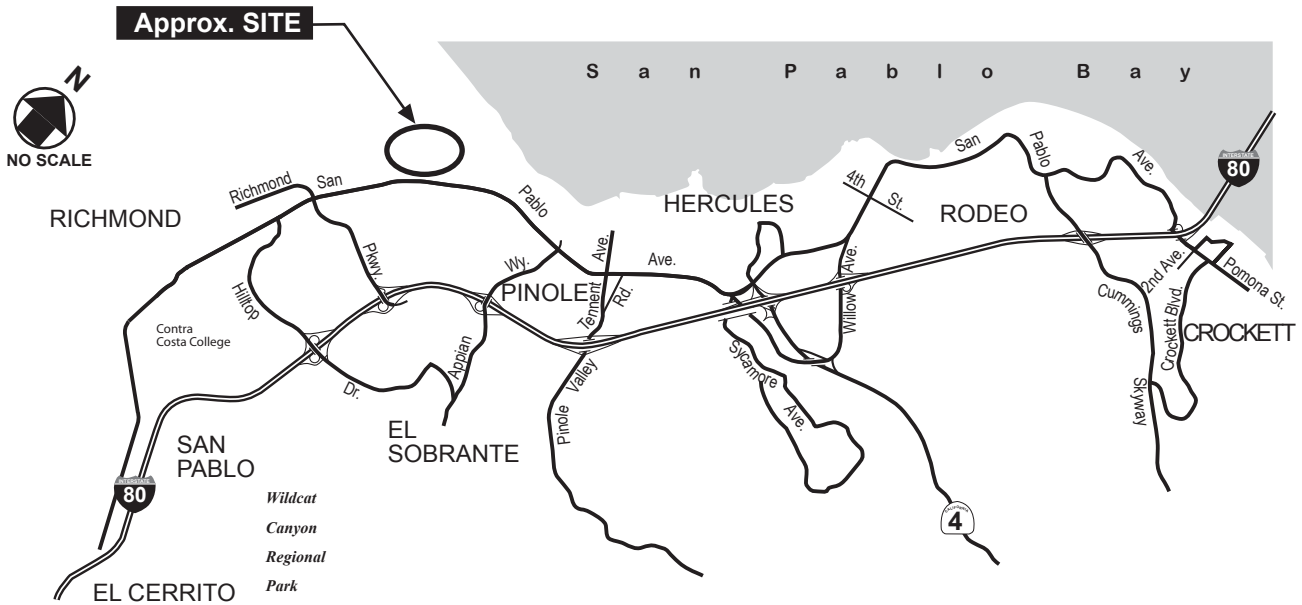 Approx. SITE
N
NO SCALE
San Pablo Bay
RICHMOND
Richmond
Pkwy.
San
Pablo
Ave.
HERCULES
4th
St.
San
Pablo
Ave.
RODEO
INTERSTATE
80
Hilltop
Dr.
Contra
Costa College
Appian
Wy.
PINOLE
Tennent
Ave.
Rd.
Pinole
Valley
Willow
Ave.
Sycamore
Ave.
Cummings
Skyway
2nd Ave.
Pomona St.
Crockett Blvd.
CROCKETT
EL
SOBRANTE
SAN
PABLO
INTERSTATE
80
Wildcat
Canyon
Regional
Park
CALIFORNIA
4
EL CERRITO